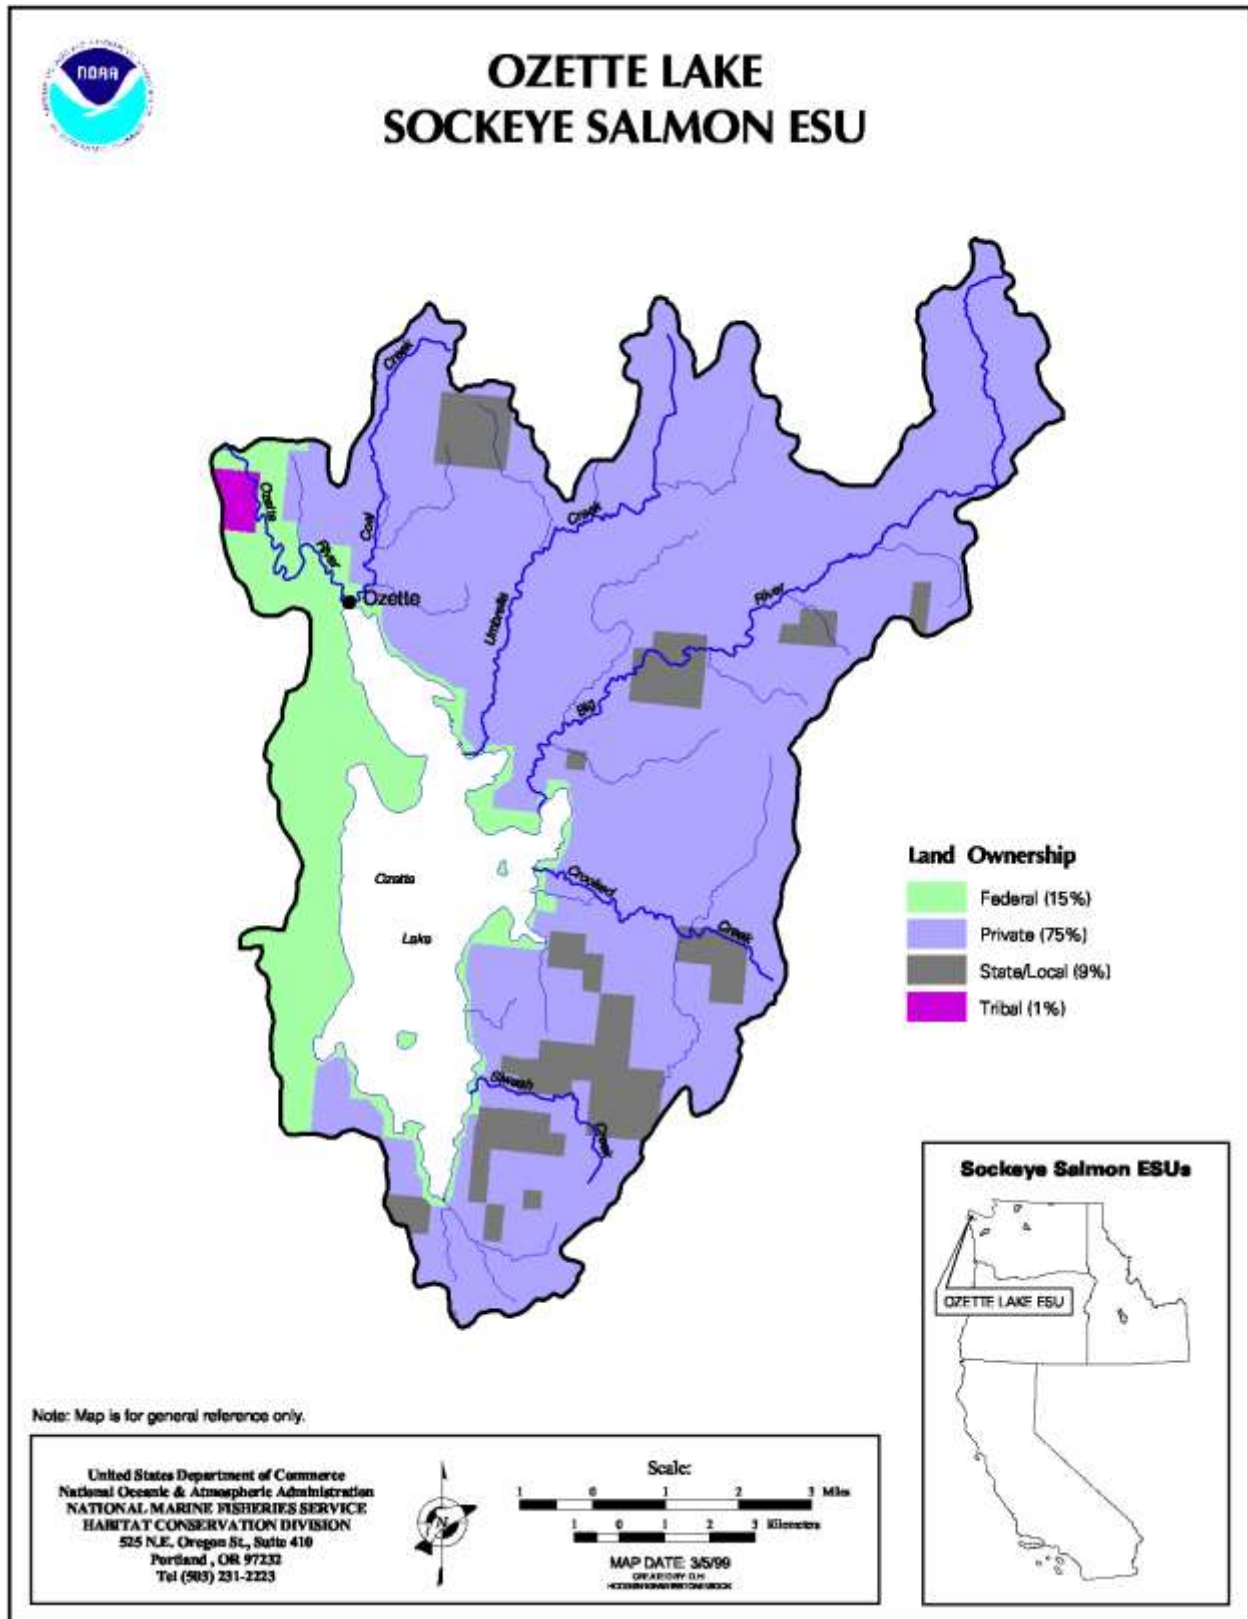 NOAA
OZETTE LAKE
SOCKEYE SALMON ESU
Creek
Ozette
River
Coal
Ozette
Creek
Umbrella
River
Big
Ozette
Lake
Crooked
Creek
Siwash
Creek
Land Ownership
Federal (15%)
Private (75%)
State/Local (9%)
Tribal (1%)
Sockeye Salmon ESUs
OZETTE LAKE ESU
Note: Map is for general reference only.
United States Department of Commerce
National Oceanic & Atmospheric Administration
NATIONAL MARINE FISHERIES SERVICE
HABITAT CONSERVATION DIVISION
525 N.E. Oregon St., Suite 410
Portland , OR 97232
Tel (503) 231-2223
N
Scale:
1 0 1 2 3 Miles
1 0 1 2 3 Kilometers
MAP DATE: 3/5/99
CREATED BY D.H.